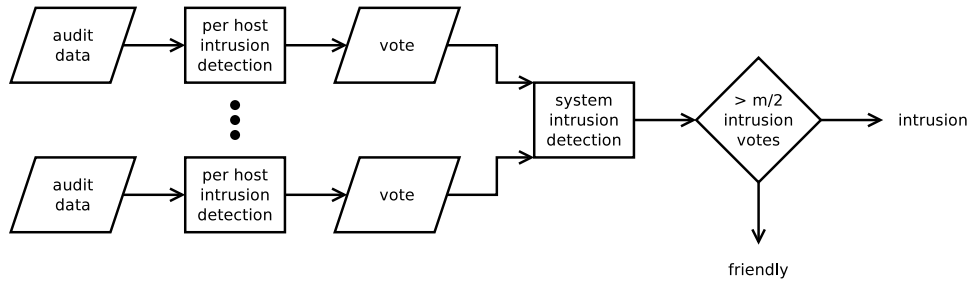 audit
data
per host
intrusion
detection
vote
system
intrusion
detection
> m/2
intrusion
votes
intrusion
audit
data
per host
intrusion
detection
vote
friendly